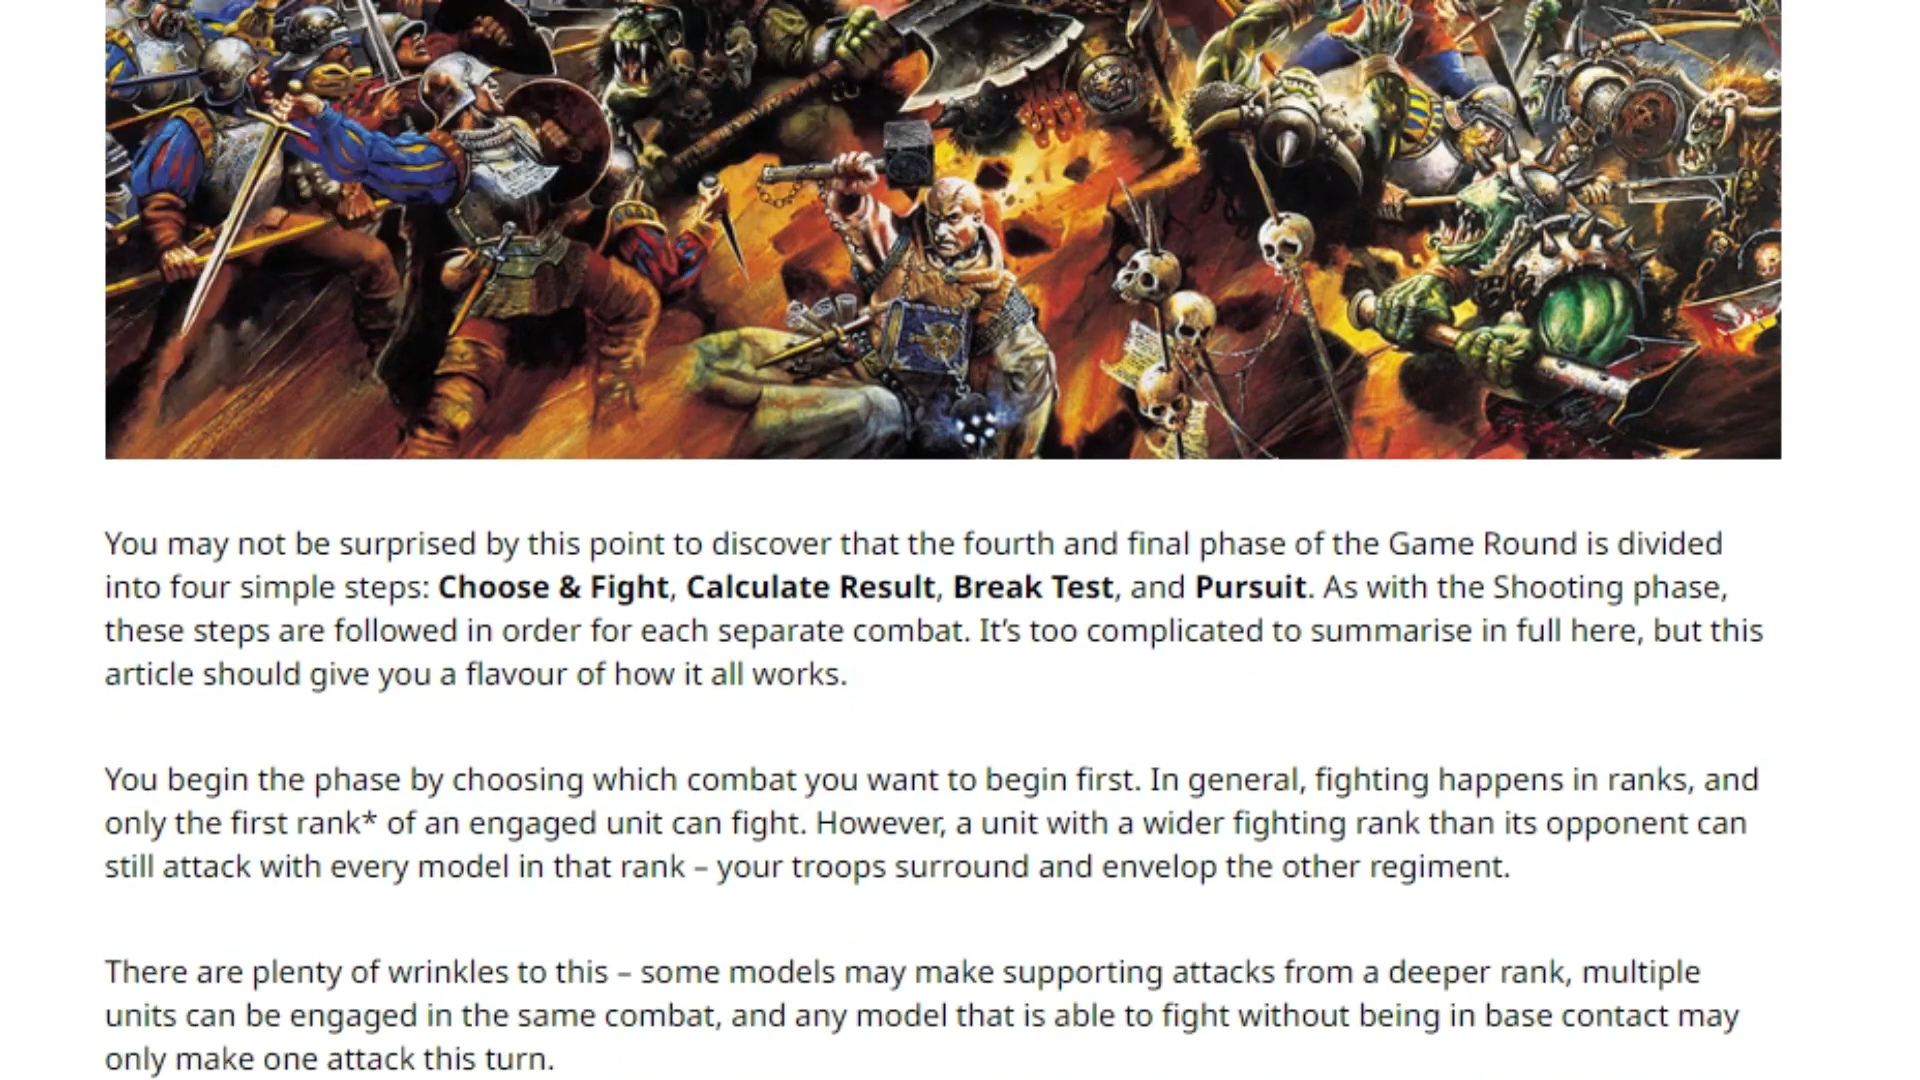 You may not be surprised by this point to discover that the fourth and final phase of the Game Round is divided
into four simple steps: Choose & Fight, Calculate Result, Break Test, and Pursuit. As with the Shooting phase,
these steps are followed in order for each separate combat. It’s too complicated to summarise in full here, but this
article should give you a flavour of how it all works.
You begin the phase by choosing which combat you want to begin first. In general, fighting happens in ranks, and
only the first rank* of an engaged unit can fight. However, a unit with a wider fighting rank than its opponent can
still attack with every model in that rank – your troops surround and envelop the other regiment.
There are plenty of wrinkles to this – some models may make supporting attacks from a deeper rank, multiple
units can be engaged in the same combat, and any model that is able to fight without being in base contact may
only make one attack this turn.